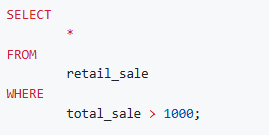 SELECT
*
FROM
retail_sale
WHERE
total_sale > 1000;